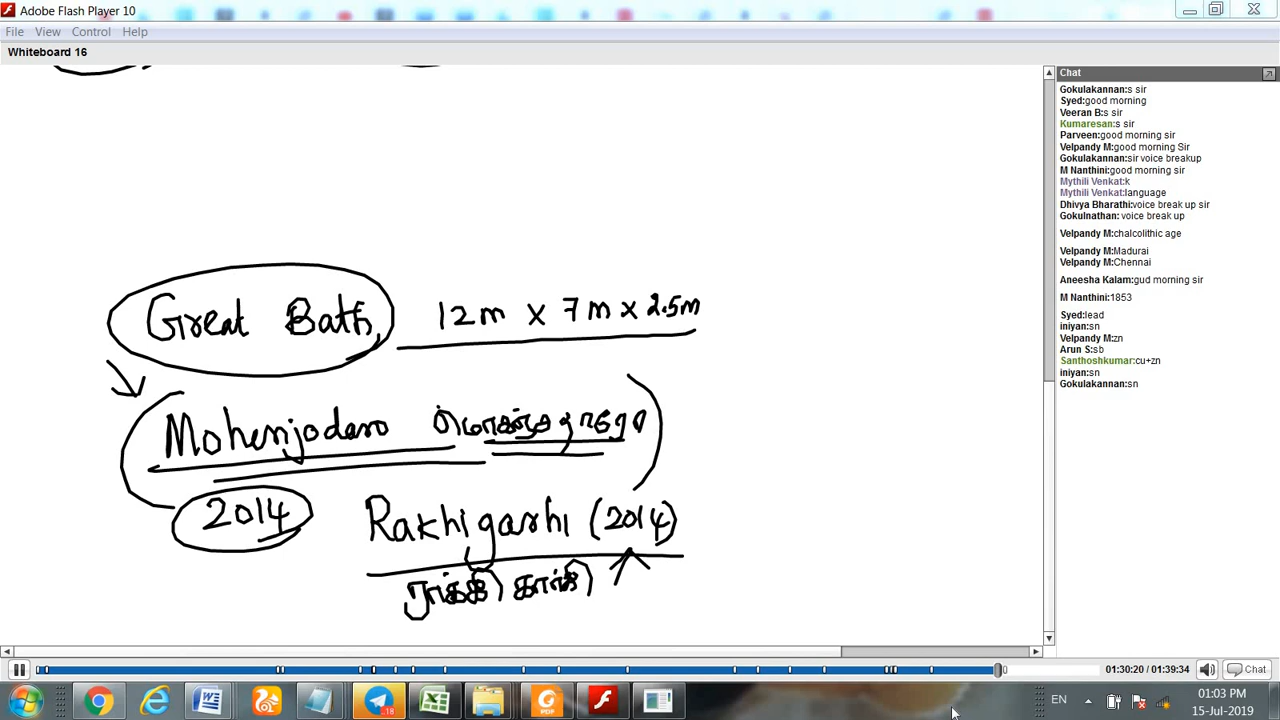 Adobe Flash Player 10
File View Control Help
Whiteboard 16
Chat
Gokulakannan:s sir
Syed:good morning
Veeran B:s sir
Kumaresan:s sir
Parveen:good morning sir
Velpandy M:good morning Sir
Gokulakannan:sir voice breakup
M Nanthini:good morning sir
Mythili Venkat:k
Mythili Venkat:language
Dhivya Bharathi:voice break up sir
Gokulnathan: voice break up
Velpandy M:chalcolithic age
Velpandy M:Madurai
Velpandy M:Chennai
Aneesha Kalam:gud morning sir
M Nanthini:1853
Syed:lead
iniyan:sn
Velpandy M:zn
Arun S:sb
Santhoshkumar:cu+zn
iniyan:sn
Gokulakannan:sn
Great Bath, 12m x 7m x 2.5m
Mohenjodaro
2014 Rakhigarhi (2014)
01:30:20 / 01:39:34 Chat
18 PDF EN 01:03 PM
15-Jul-2019